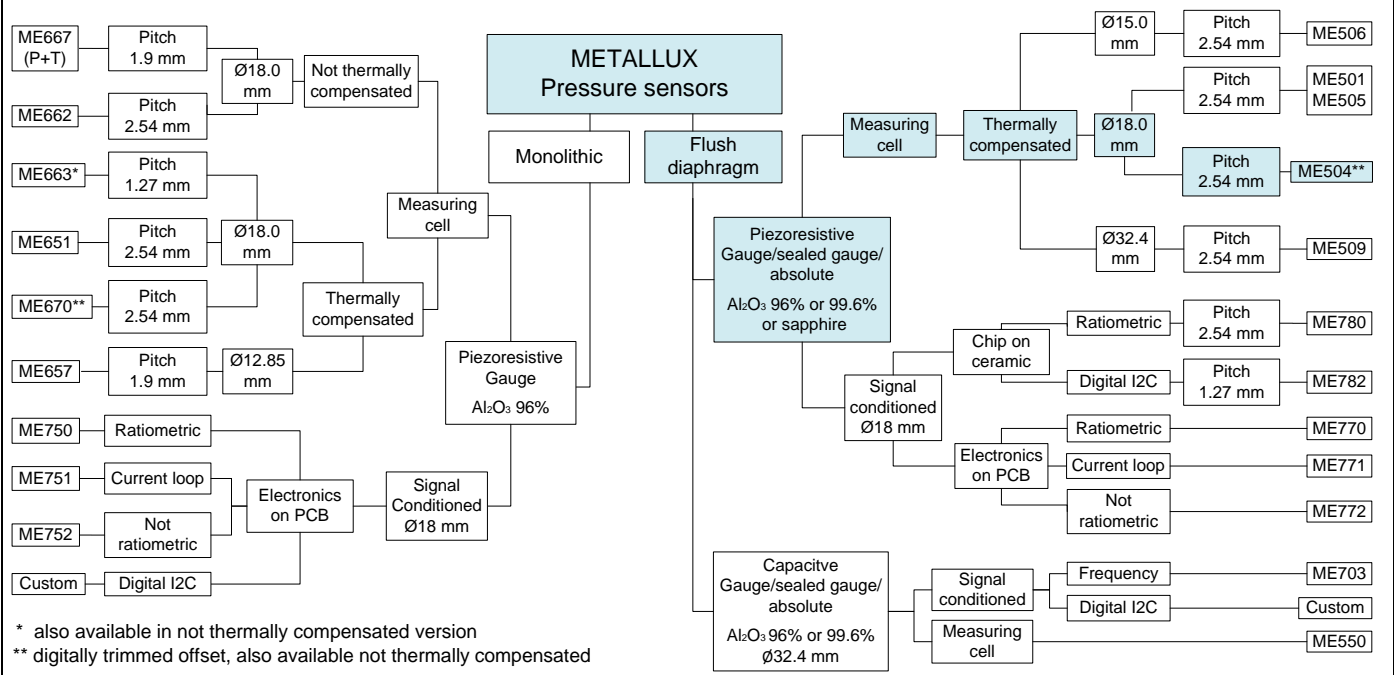 METALLUX
Pressure sensors
Monolithic
Flush
diaphragm
ME667
(P+T)
Pitch
1.9 mm
ME662
Pitch
2.54 mm
Ø18.0
mm
Not thermally
compensated
ME663*
Pitch
1.27 mm
ME651
Pitch
2.54 mm
ME670**
Pitch
2.54 mm
Ø18.0
mm
ME657
Pitch
1.9 mm
Ø12.85
mm
Thermally
compensated
Measuring
cell
Piezoresistive
Gauge
Al₂O₃ 96%
ME750
Ratiometric
ME751
Current loop
ME752
Not
ratiometric
Custom
Digital I2C
Electronics
on PCB
Signal
Conditioned
Ø18 mm
Piezoresistive
Gauge/sealed gauge/
absolute
Al₂O₃ 96% or 99.6%
or sapphire
Measuring
cell
Thermally
compensated
Ø15.0
mm
Pitch
2.54 mm
ME506
Ø18.0
mm
Pitch
2.54 mm
ME501
ME505
Pitch
2.54 mm
ME504**
Ø32.4
mm
Pitch
2.54 mm
ME509
Signal
conditioned
Ø18 mm
Chip on
ceramic
Ratiometric
Pitch
2.54 mm
ME780
Digital I2C
Pitch
1.27 mm
ME782
Electronics
on PCB
Ratiometric
ME770
Current loop
ME771
Not
ratiometric
ME772
Capacitve
Gauge/sealed gauge/
absolute
Al₂O₃ 96% or 99.6%
Ø32.4 mm
Signal
conditioned
Frequency
ME703
Digital I2C
Custom
Measuring
cell
ME550
* also available in not thermally compensated version
** digitally trimmed offset, also available not thermally compensated